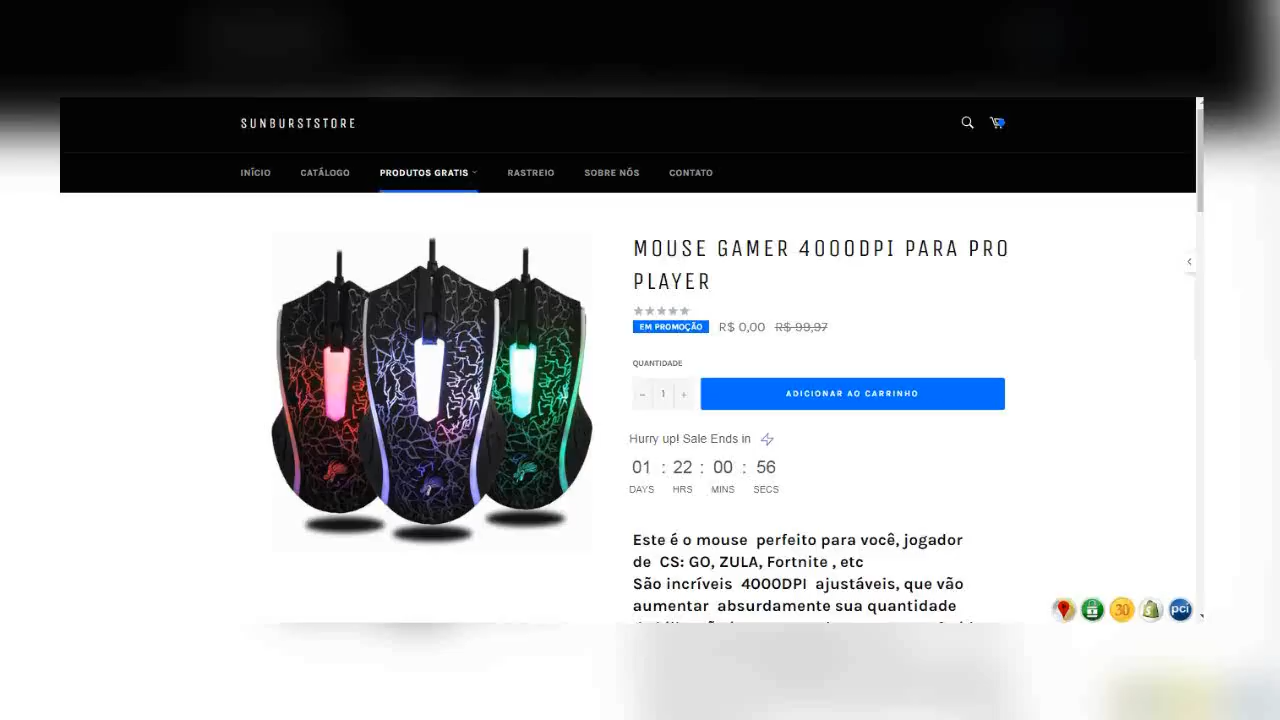 SUNBURSTSTORE
INÍCIO CATÁLOGO PRODUTOS GRATIS RASTREIO SOBRE NÓS CONTATO
MOUSE GAMER 4000DPI PARA PRO
PLAYER
EM PROMOÇÃO R$ 0,00 R$ 99,97
QUANTIDADE
− 1 + ADICIONAR AO CARRINHO
Hurry up! Sale Ends in
01 : 22 : 00 : 56
DAYS HRS MINS SECS
Este é o mouse perfeito para você, jogador
de CS: GO, ZULA, Fortnite , etc
São incríveis 4000DPI ajustáveis, que vão
aumentar absurdamente sua quantidade
30 pci